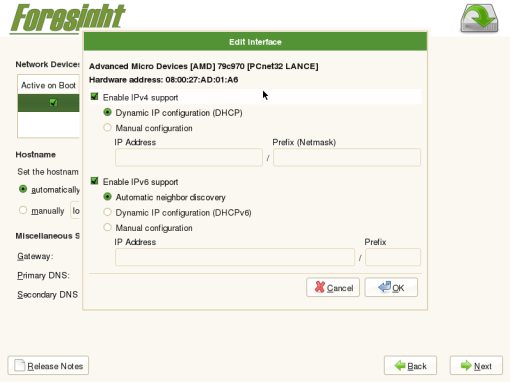 Foresight
Edit Interface
Network Devices
Advanced Micro Devices [AMD] 79c970 [PCnet32 LANCE]
Hardware address: 08:00:27:AD:01:A6
Active on Boot
Enable IPv4 support
Dynamic IP configuration (DHCP)
Manual configuration
IP Address
Prefix (Netmask)
/
Hostname
Set the hostnam
automatically
manually
lo
Enable IPv6 support
Automatic neighbor discovery
Dynamic IP configuration (DHCPv6)
Manual configuration
IP Address
Prefix
/
Miscellaneous S
Gateway:
Primary DNS:
Secondary DNS
Cancel
OK
Release Notes
Back
Next